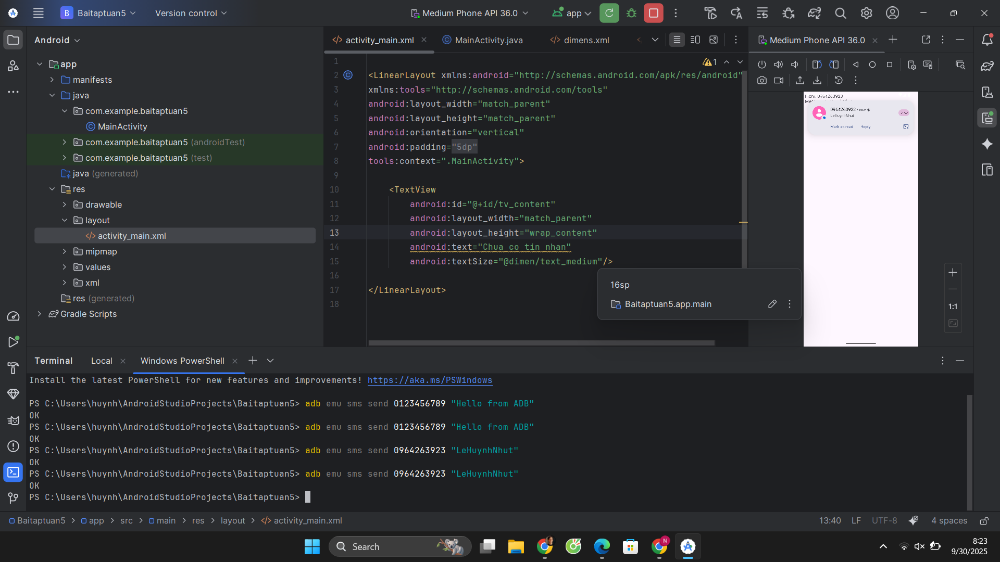 B Baitaptuan5
Version control
Medium Phone API 36.0
app
Android
activity_main.xml
MainActivity.java
dimens.xml
Medium Phone API 36.0
app
manifests
java
com.example.baitaptuan5
MainActivity
com.example.baitaptuan5 (androidTest)
com.example.baitaptuan5 (test)
java (generated)
res
drawable
layout
activity_main.xml
mipmap
values
xml
res (generated)
Gradle Scripts
1
1
2 <LinearLayout xmlns:android="http://schemas.android.com/apk/res/android"
3 xmlns:tools="http://schemas.android.com/tools"
4 android:layout_width="match_parent"
5 android:layout_height="match_parent"
6 android:orientation="vertical"
7 android:padding="5dp"
8 tools:context=".MainActivity">
9
10 <TextView
11 android:id="@+id/tv_content"
12 android:layout_width="match_parent"
13 android:layout_height="wrap_content"
14 android:text="Chua co tin nhan"
15 android:textSize="@dimen/text_medium"/>
16
17 </LinearLayout>
18
16sp
Baitaptuan5.app.main
From: 0964263923
0964263923 · now
LeHuynhNhut
Mark as read Reply
2
1:1
Terminal
Local
Windows PowerShell
Install the latest PowerShell for new features and improvements! https://aka.ms/PSWindows
PS C:\Users\huynh\AndroidStudioProjects\Baitaptuan5> adb emu sms send 0123456789 "Hello from ADB"
OK
PS C:\Users\huynh\AndroidStudioProjects\Baitaptuan5> adb emu sms send 0123456789 "Hello from ADB"
OK
PS C:\Users\huynh\AndroidStudioProjects\Baitaptuan5> adb emu sms send 0964263923 "LeHuynhNhut"
OK
PS C:\Users\huynh\AndroidStudioProjects\Baitaptuan5> adb emu sms send 0964263923 "LeHuynhNhut"
OK
PS C:\Users\huynh\AndroidStudioProjects\Baitaptuan5>
Baitaptuan5 > app > src > main > res > layout > activity_main.xml
13:40 LF UTF-8 4 spaces
Search
N
8:23
9/30/2025